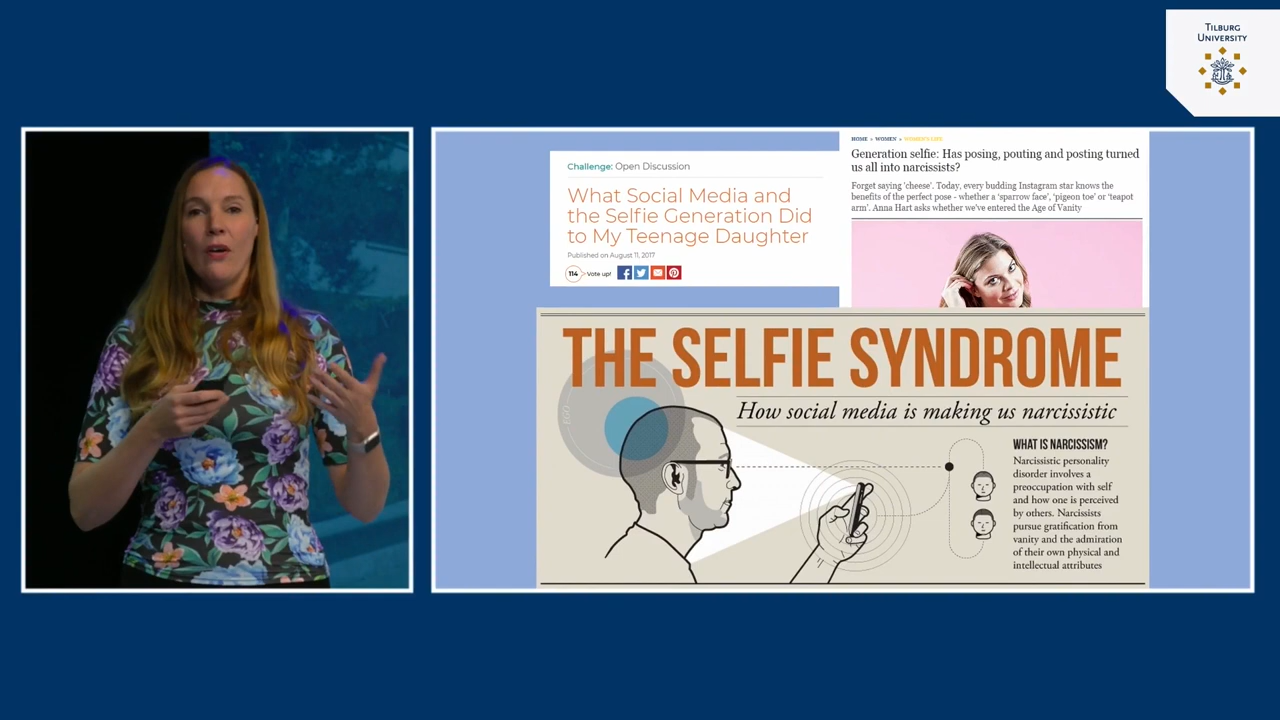 TILBURG
UNIVERSITY
Challenge: Open Discussion
What Social Media and
the Selfie Generation Did
to My Teenage Daughter
Published on August 11, 2017
114 Vote up!
HOME » WOMEN » WOMEN'S LIFE
Generation selfie: Has posing, pouting and posting turned
us all into narcissists?
Forget saying 'cheese'. Today, every budding Instagram star knows the
benefits of the perfect pose - whether a 'sparrow face', 'pigeon toe' or 'teapot
arm'. Anna Hart asks whether we've entered the Age of Vanity
THE SELFIE SYNDROME
How social media is making us narcissistic
EGO
WHAT IS NARCISSISM?
Narcissistic personality
disorder involves a
preoccupation with self
and how one is perceived
by others. Narcissists
pursue gratification from
vanity and the admiration
of their own physical and
intellectual attributes